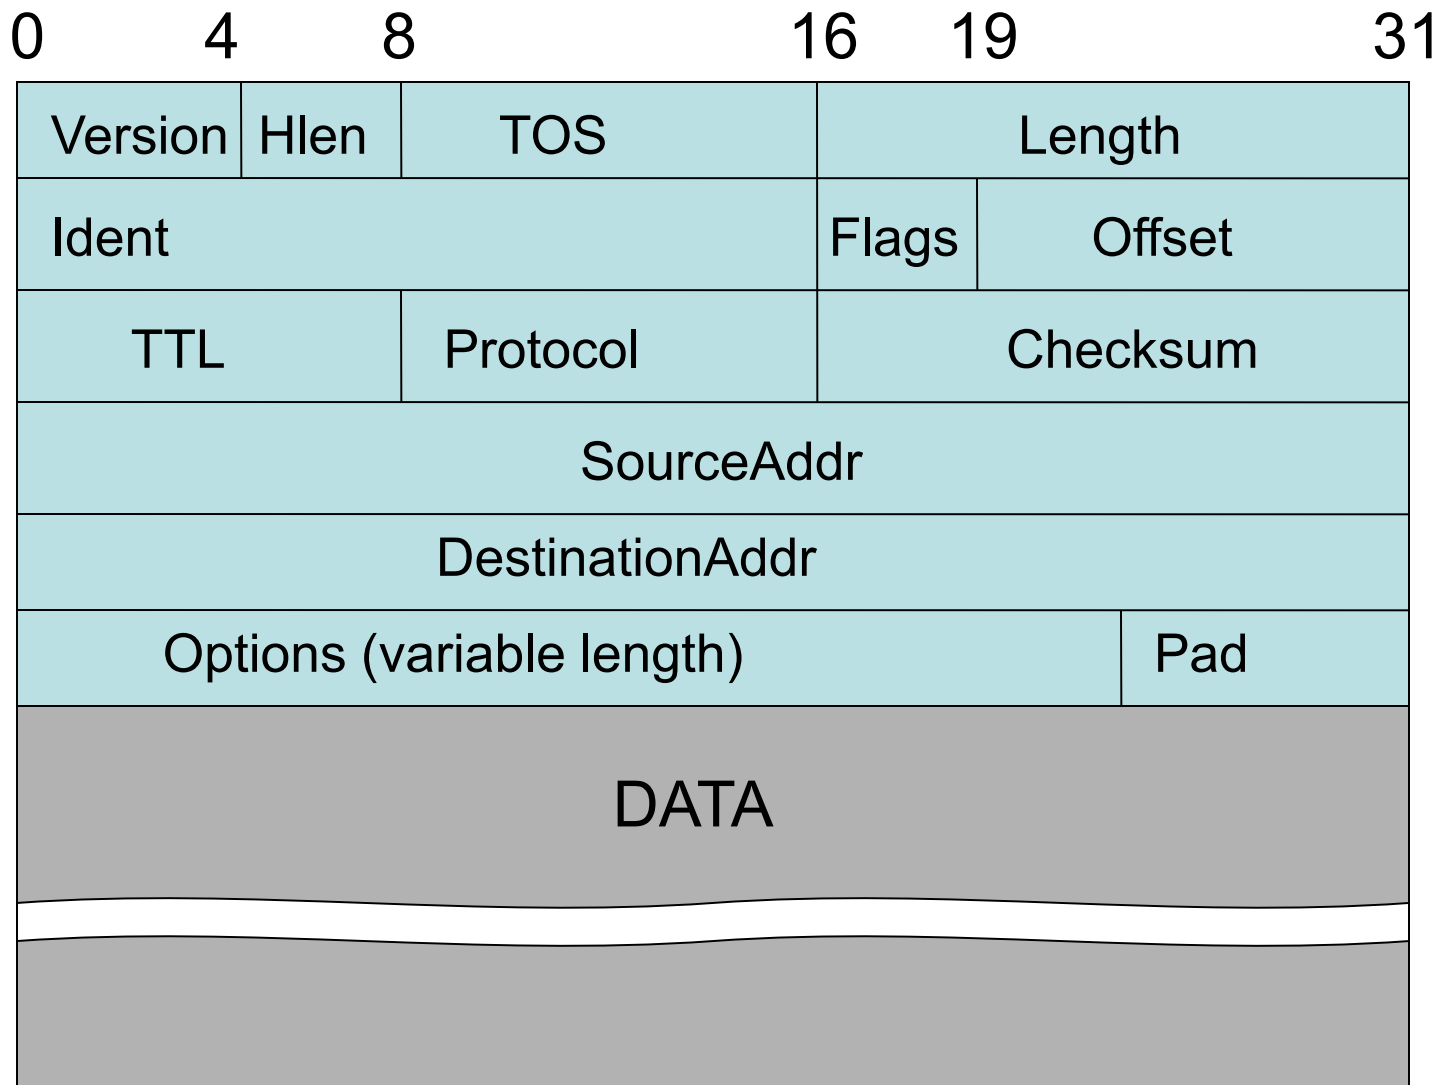 0 4 8 16 19 31
Version Hlen TOS Length
Ident Flags Offset
TTL Protocol Checksum
SourceAddr
DestinationAddr
Options (variable length) Pad
DATA